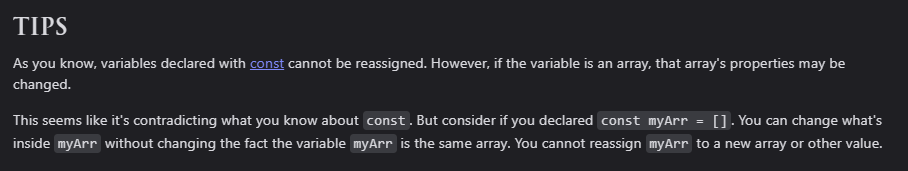 TIPS
As you know, variables declared with const cannot be reassigned. However, if the variable is an array, that array's properties may be
changed.
This seems like it's contradicting what you know about const. But consider if you declared const myArr = []. You can change what's
inside myArr without changing the fact the variable myArr is the same array. You cannot reassign myArr to a new array or other value.